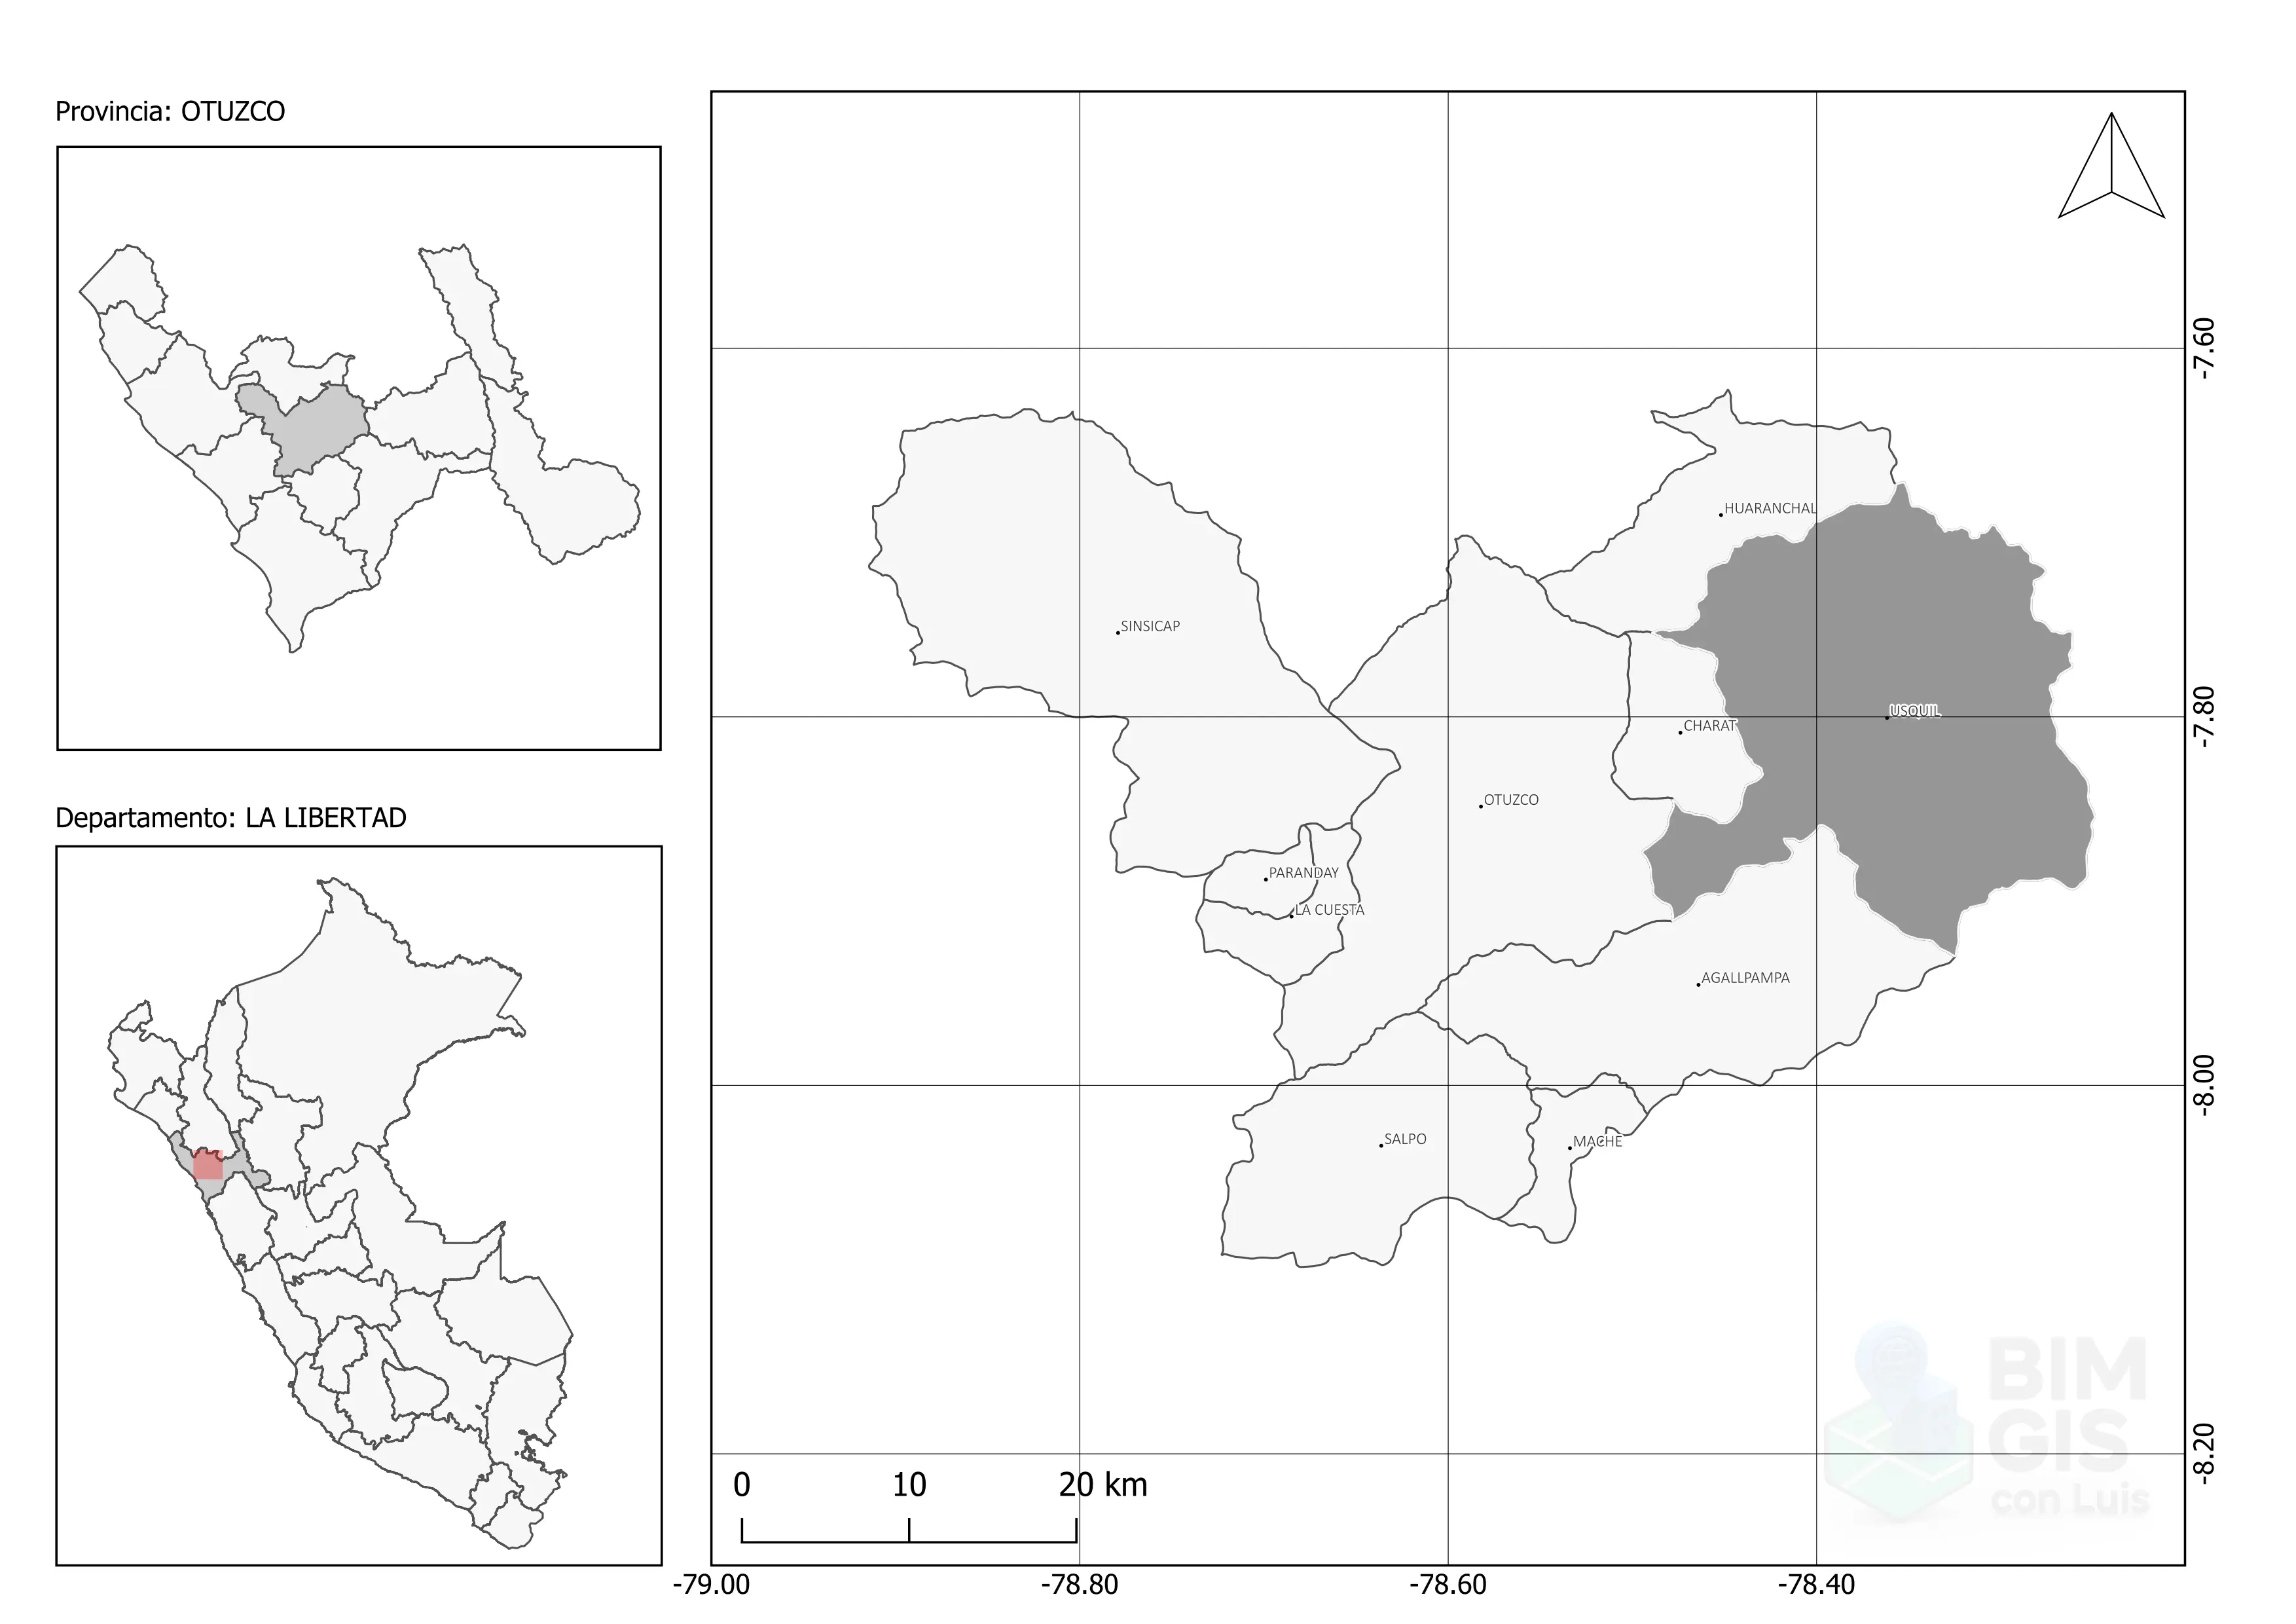 Provincia: OTUZCO
Departamento: LA LIBERTAD
HUARANCHAL
SINSICAP
USQUIL
CHARAT
OTUZCO
PARANDAY
LA CUESTA
AGALLPAMPA
SALPO
MACHE
-7.60
-7.80
-8.00
-8.20
BIM
GIS
con Luis
0 10 20 km
-79.00 -78.80 -78.60 -78.40